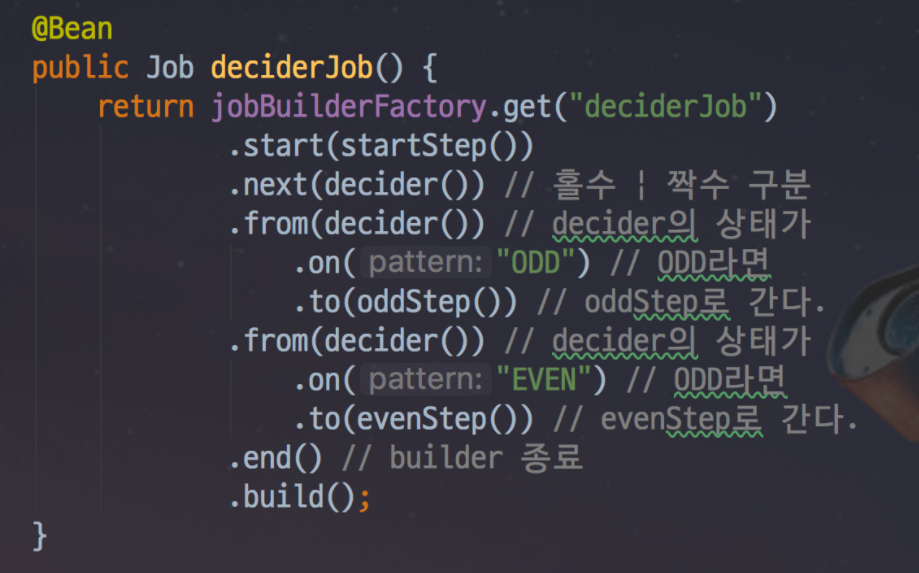 @Bean
public Job deciderJob() {
return jobBuilderFactory.get("deciderJob")
.start(startStep())
.next(decider()) // 홀수 | 짝수 구분
.from(decider()) // decider의 상태가
.on( pattern: "ODD") // ODD라면
.to(oddStep()) // oddStep로 간다.
.from(decider()) // decider의 상태가
.on( pattern: "EVEN") // ODD라면
.to(evenStep()) // evenStep로 간다.
.end() // builder 종료
.build();
}